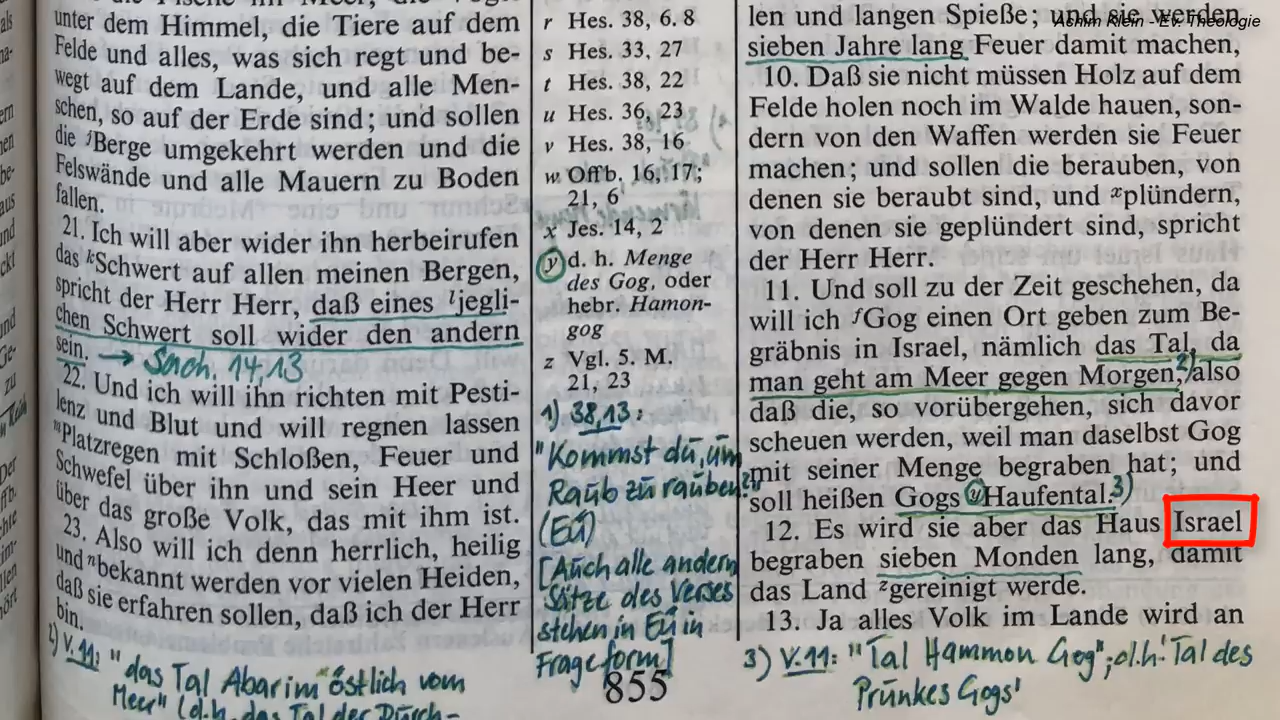 unter dem Himmel, die Tiere auf dem
Felde und alles, was sich regt und be-
wegt auf dem Lande, und alle Men-
schen, so auf der Erde sind; und sollen
die ʲBerge umgekehrt werden und die
Felswände und alle Mauern zu Boden
fallen.
21. Ich will aber wider ihn herbeirufen
das ᵏSchwert auf allen meinen Bergen,
spricht der Herr Herr, daß eines ˡjegli-
chen Schwert soll wider den andern
sein. → Sach. 14,13
22. Und ich will ihn richten mit Pesti-
lenz und Blut und will regnen lassen
ᵐPlatzregen mit Schloßen, Feuer und
Schwefel über ihn und sein Heer und
über das große Volk, das mit ihm ist.
23. Also will ich denn herrlich, heilig
und ⁿbekannt werden vor vielen Heiden,
daß sie erfahren sollen, daß ich der Herr
bin.
V. 11: "das Tal Abarim östlich vom
Meer" (d.h. das Tal der Durch-
r Hes. 38, 6. 8
s Hes. 33, 27
t Hes. 38, 22
u Hes. 36, 23
v Hes. 38, 16
w Offb. 16, 17;
21, 6
x Jes. 14, 2
y d. h. Menge
des Gog, oder
hebr. Hamon-
gog
z Vgl. 5. M.
21, 23
1) 38,13:
"Kommst du, um
Raub zu rauben?"
(EÜ)
[Auch alle andern
Sätze des Verses
stehen in EÜ in
Frageform]
855
Achim Klein - Ev. Theologie
len und langen Spieße; und sie werden
sieben Jahre lang Feuer damit machen,
10. Daß sie nicht müssen Holz auf dem
Felde holen noch im Walde hauen, son-
dern von den Waffen werden sie Feuer
machen; und sollen die berauben, von
denen sie beraubt sind, und ˣplündern,
von denen sie geplündert sind, spricht
der Herr Herr.
11. Und soll zu der Zeit geschehen, da
will ich ᶠGog einen Ort geben zum Be-
gräbnis in Israel, nämlich das Tal, da
man geht am Meer gegen Morgen,²⁾ also
daß die, so vorübergehen, sich davor
scheuen werden, weil man daselbst Gog
mit seiner Menge begraben hat; und
soll heißen Gogs ʸHaufental.³⁾
12. Es wird sie aber das Haus Israel
begraben sieben Monden lang, damit
das Land ᶻgereinigt werde.
13. Ja alles Volk im Lande wird an
3) V. 11: "Tal Hammon Gog", d.h. 'Tal des
Prunkes Gogs'